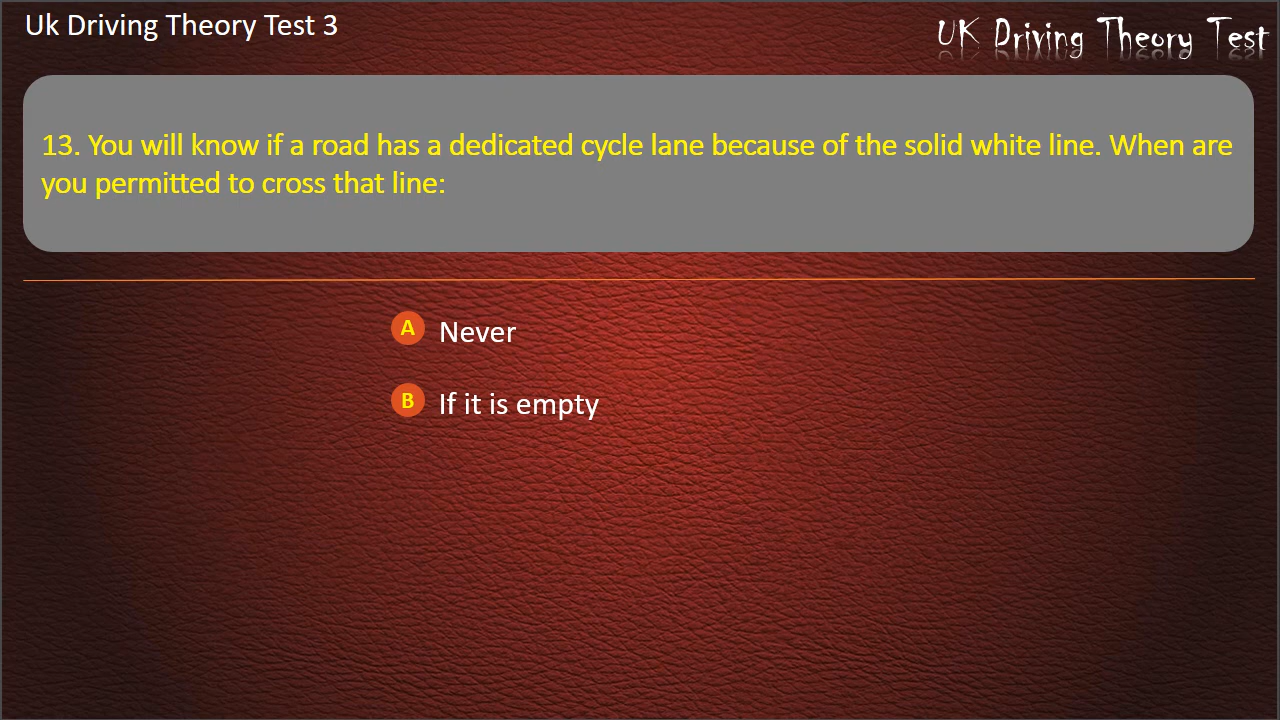 Uk Driving Theory Test 3
UK Driving Theory Test
13. You will know if a road has a dedicated cycle lane because of the solid white line. When are
you permitted to cross that line:
A Never
B If it is empty